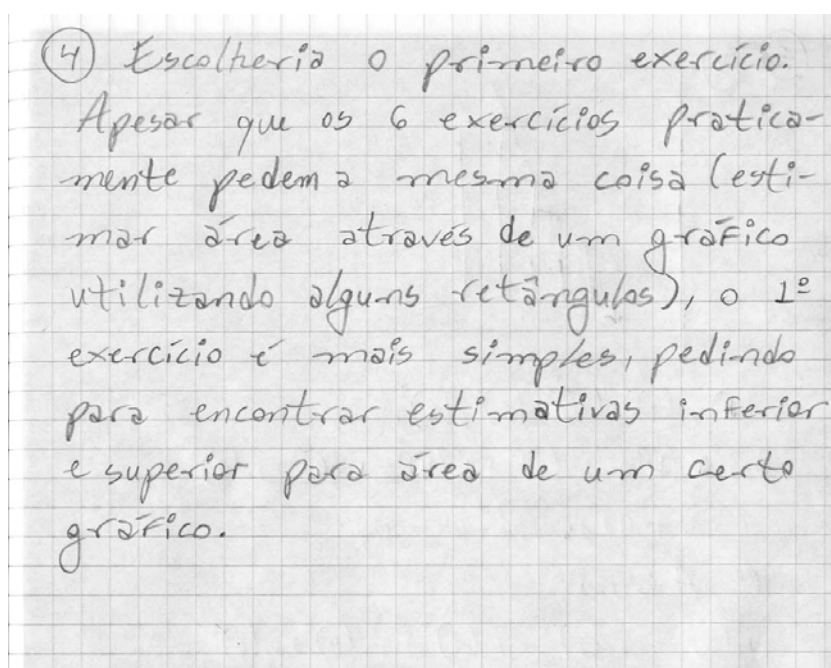 4 Escolheria o primeiro exercício.
Apesar que os 6 exercícios pratica-
mente pedem a mesma coisa (esti-
mar área através de um gráfico
utilizando alguns retângulos), o 1º
exercício é mais simples, pedindo
para encontrar estimativas inferior
e superior para área de um certo
gráfico.